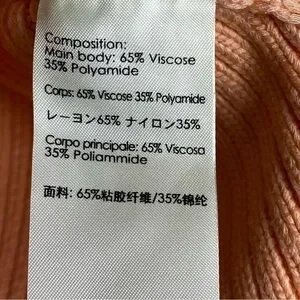 Composition:
Main body: 65% Viscose
35% Polyamide
Corps: 65% Viscose 35% Polyamide
レーヨン65% ナイロン35%
Corpo principale: 65% Viscosa
35% Poliammide
面料: 65%粘胶纤维/35%锦纶